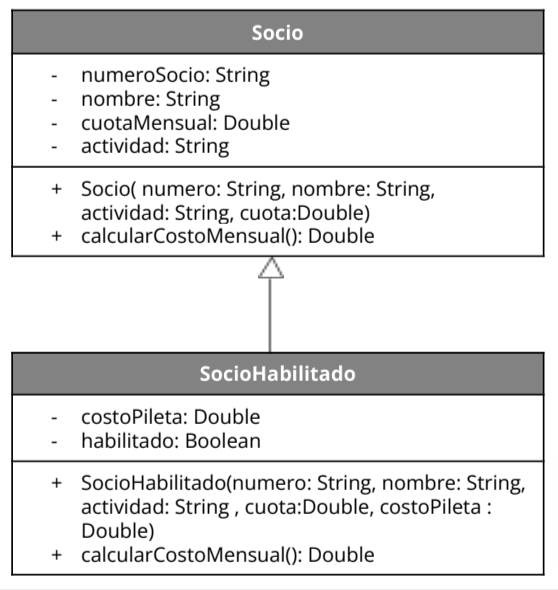 Socio
- numeroSocio: String
- nombre: String
- cuotaMensual: Double
- actividad: String
+ Socio( numero: String, nombre: String,
actividad: String, cuota:Double)
+ calcularCostoMensual(): Double
SocioHabilitado
- costoPileta: Double
- habilitado: Boolean
+ SocioHabilitado(numero: String, nombre: String,
actividad: String , cuota:Double, costoPileta :
Double)
+ calcularCostoMensual(): Double